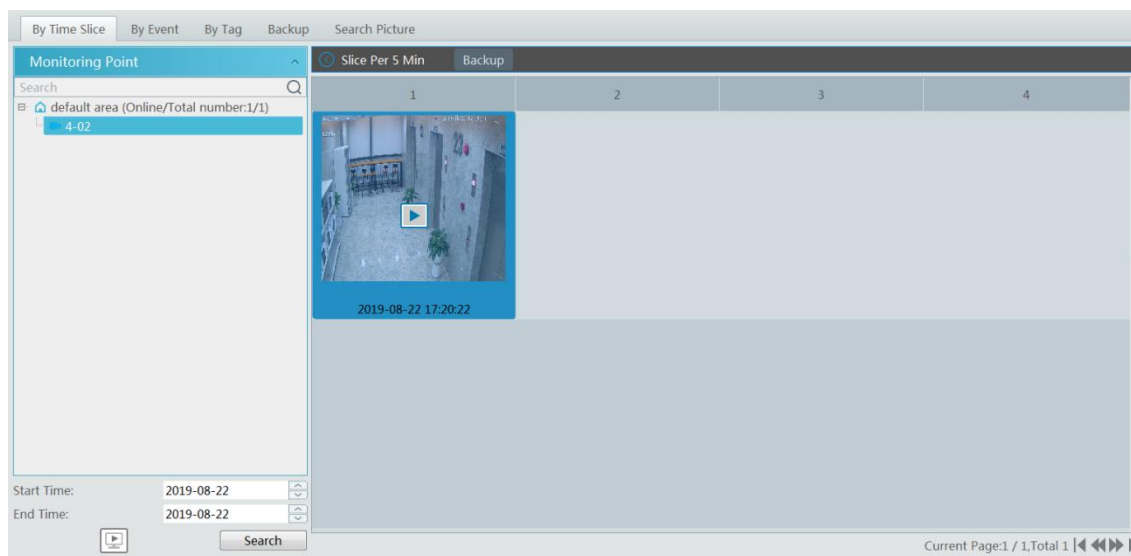 By Time Slice By Event By Tag Backup Search Picture
Monitoring Point
Search
default area (Online/Total number:1/1)
4-02
Slice Per 5 Min Backup
1 2 3 4
23
2019-08-22 17:20:22
Start Time: 2019-08-22
End Time: 2019-08-22
Search
Current Page:1 / 1,Total 1